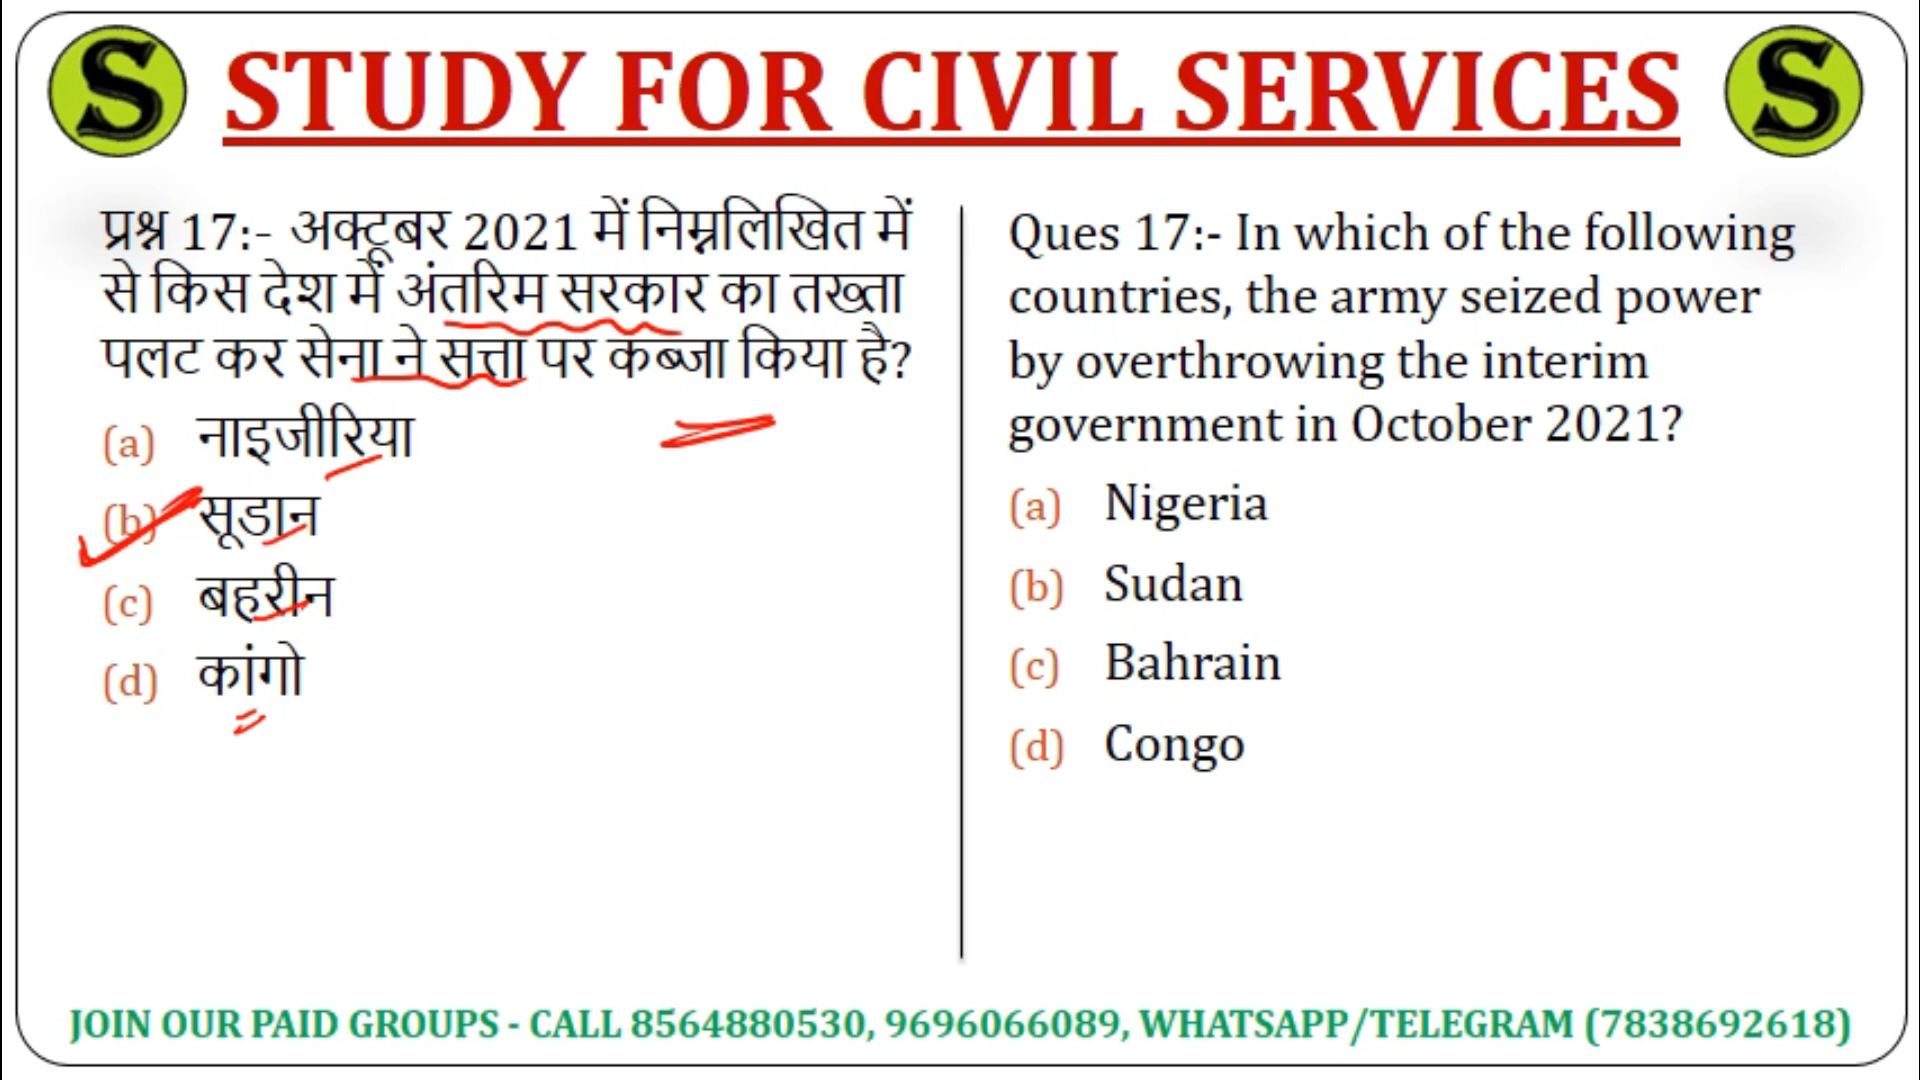 S STUDY FOR CIVIL SERVICES S
प्रश्न 17:- अक्टूबर 2021 में निम्नलिखित में
से किस देश में अंतरिम सरकार का तख्ता
पलट कर सेना ने सत्ता पर कब्जा किया है?
(a) नाइजीरिया
(b) सूडान
(c) बहरीन
(d) कांगो
Ques 17:- In which of the following
countries, the army seized power
by overthrowing the interim
government in October 2021?
(a) Nigeria
(b) Sudan
(c) Bahrain
(d) Congo
JOIN OUR PAID GROUPS - CALL 8564880530, 9696066089, WHATSAPP/TELEGRAM (7838692618)